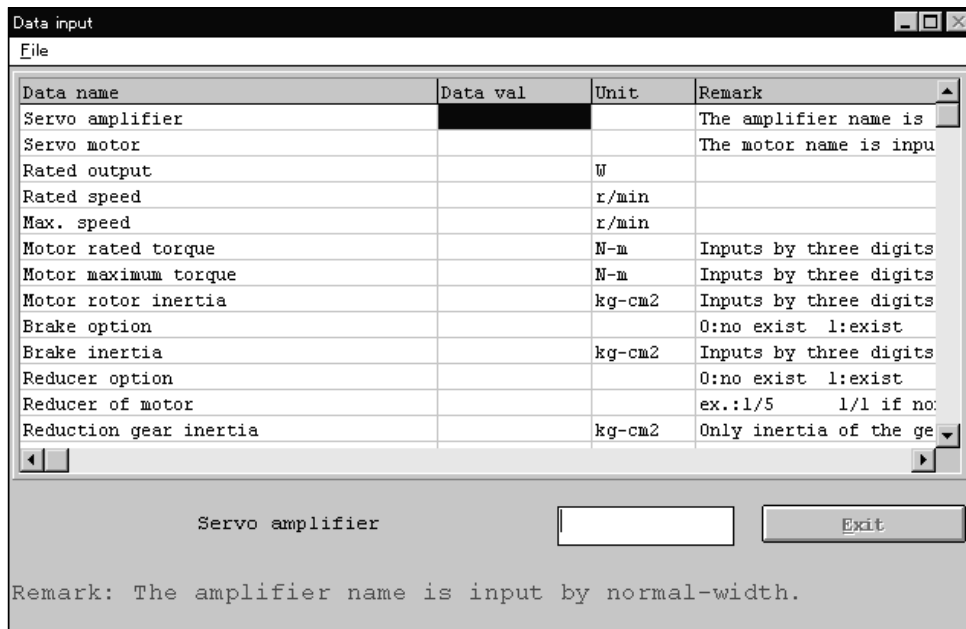 Data input
File
Data name Data val Unit Remark
Servo amplifier The amplifier name is
Servo motor The motor name is inpu
Rated output W
Rated speed r/min
Max. speed r/min
Motor rated torque N-m Inputs by three digits
Motor maximum torque N-m Inputs by three digits
Motor rotor inertia kg-cm2 Inputs by three digits
Brake option 0:no exist 1:exist
Brake inertia kg-cm2 Inputs by three digits
Reducer option 0:no exist 1:exist
Reducer of motor ex.:1/5 1/1 if no
Reduction gear inertia kg-cm2 Only inertia of the ge
Servo amplifier Exit
Remark: The amplifier name is input by normal-width.